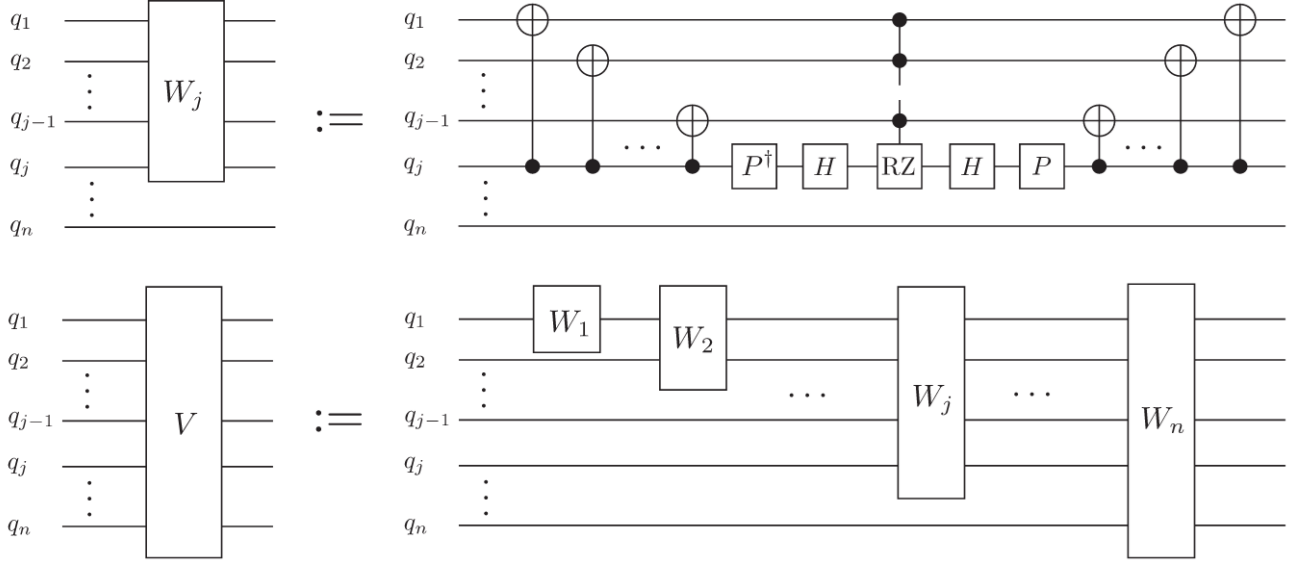 q₁ q₁
q₂ q₂
⋮ Wⱼ := ⋮
qⱼ₋₁ qⱼ₋₁
qⱼ qⱼ ⋯ P† H RZ H P ⋯
⋮ ⋮
qₙ qₙ
q₁ q₁ W₁
q₂ q₂ W₂
⋮ ⋮
qⱼ₋₁ V := qⱼ₋₁ ⋯ Wⱼ ⋯ Wₙ
qⱼ qⱼ
⋮ ⋮
qₙ qₙ